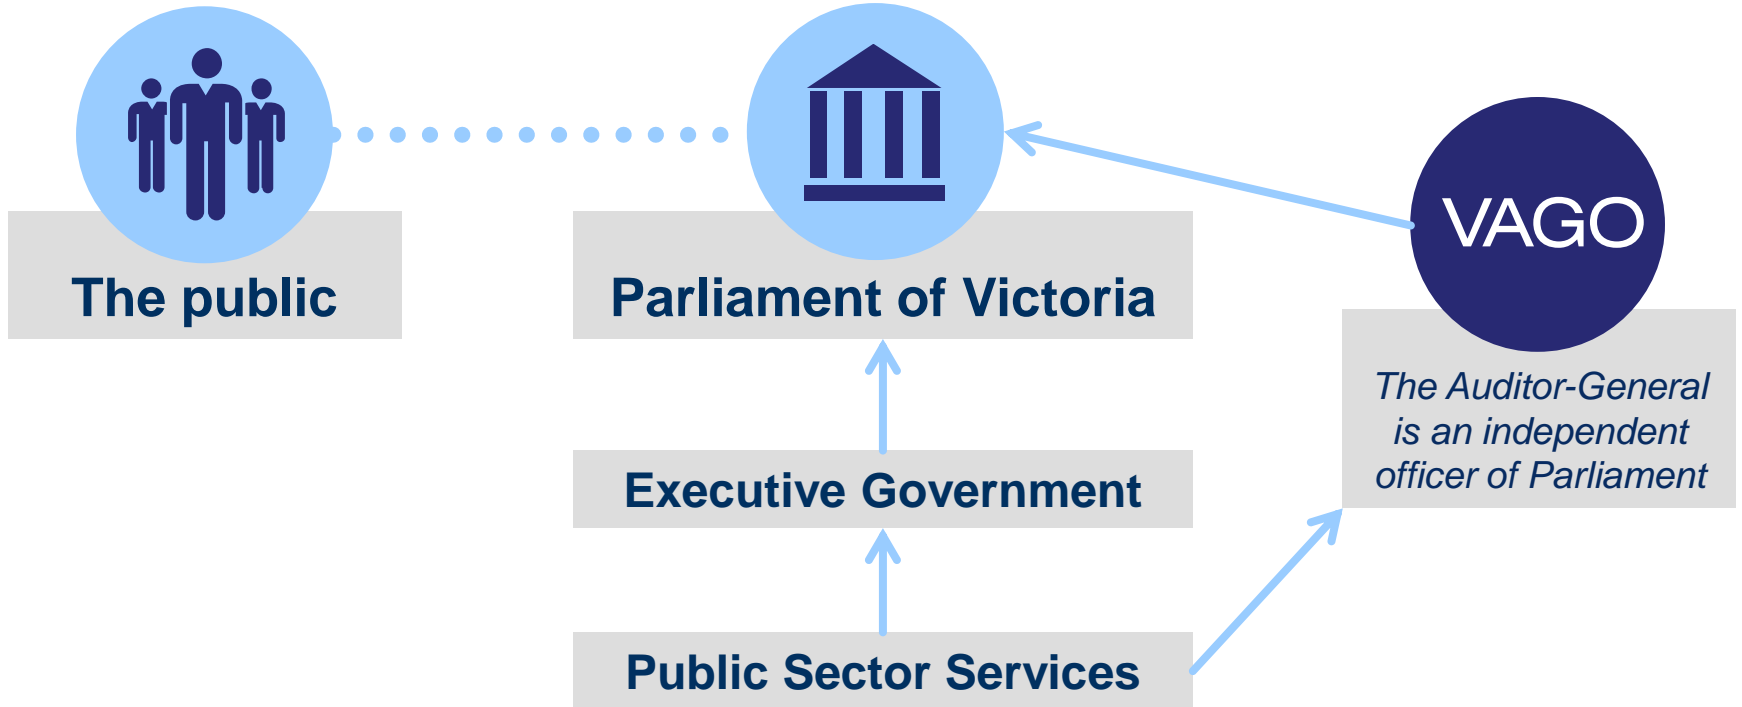 The public
Parliament of Victoria
VAGO
The Auditor-General
is an independent
officer of Parliament
Executive Government
Public Sector Services